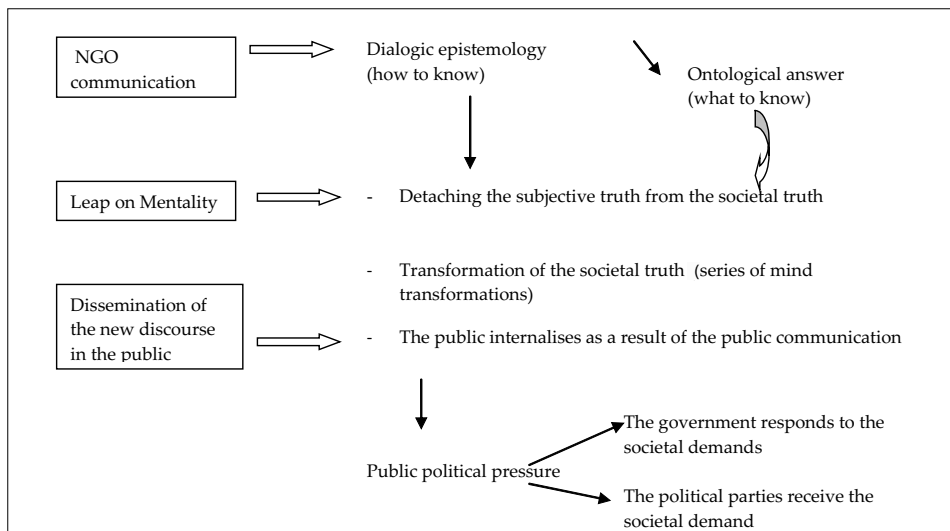 NGO
communication
Dialogic epistemology
(how to know)
Ontological answer
(what to know)
Leap on Mentality
- Detaching the subjective truth from the societal truth
- Transformation of the societal truth (series of mind
transformations)
Dissemination of
the new discourse
in the public
- The public internalises as a result of the public communication
The government responds to the
societal demands
Public political pressure
The political parties receive the
societal demand